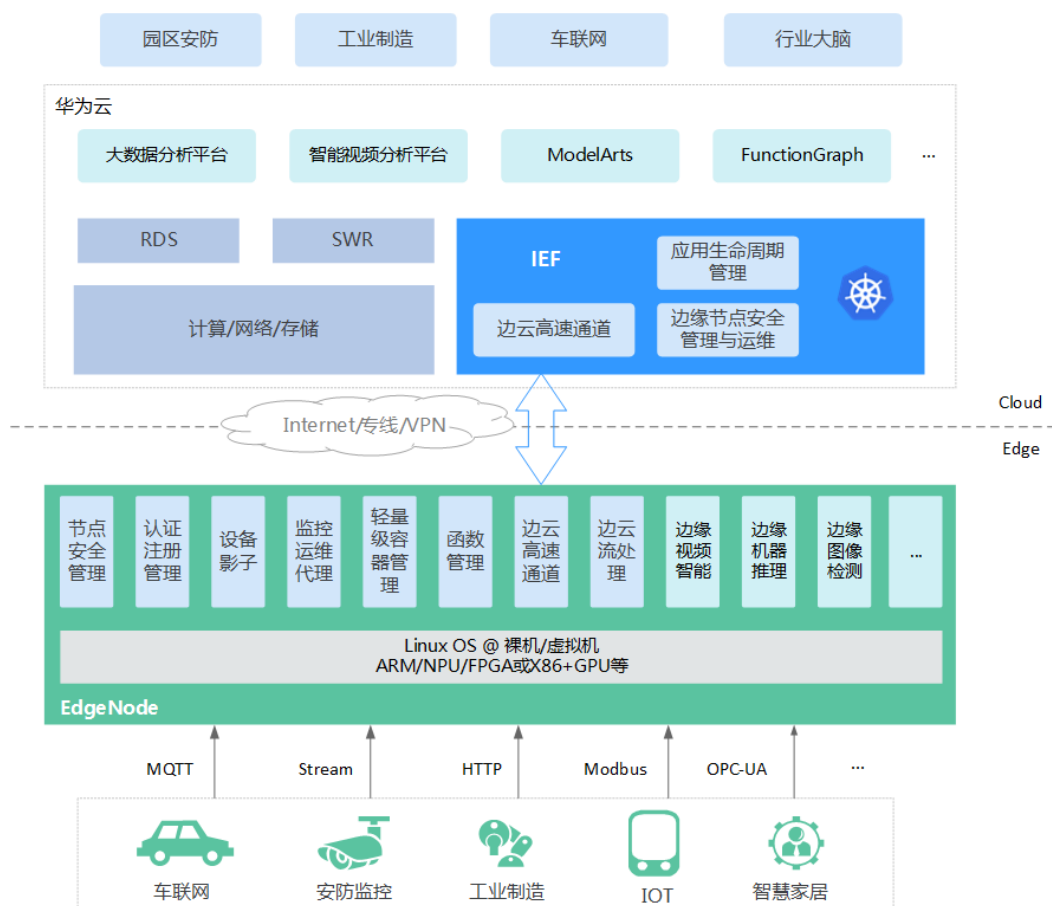 园区安防
工业制造
车联网
行业大脑
华为云
大数据分析平台
智能视频分析平台
ModelArts
FunctionGraph
...
RDS
SWR
IEF
应用生命周期
管理
计算/网络/存储
边云高速通道
边缘节点安全
管理与运维
Cloud
Internet/专线/VPN
Edge
节点
安全
管理
认证
注册
管理
设备
影子
监控
运维
代理
轻量
级容
器管
理
函数
管理
边云
高速
通道
边云
流处
理
边缘
视频
智能
边缘
机器
推理
边缘
图像
检测
...
Linux OS @ 裸机/虚拟机
ARM/NPU/FPGA或X86+GPU等
EdgeNode
MQTT
Stream
HTTP
Modbus
OPC-UA
...
车联网
安防监控
工业制造
IOT
智慧家居